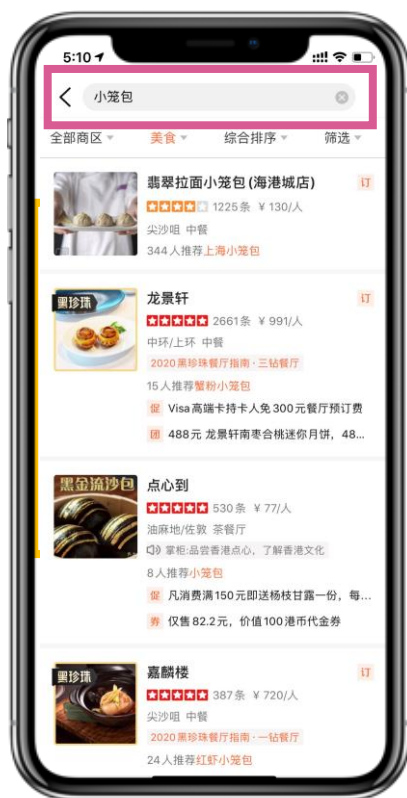 5:10
小笼包
全部商区 美食 综合排序 筛选
翡翠拉面小笼包(海港城店) 订
1225条 ¥130/人
尖沙咀 中餐
344人推荐上海小笼包
黑珍珠
龙景轩 订
2661条 ¥991/人
中环/上环 中餐
2020黑珍珠餐厅指南·三钻餐厅
15人推荐蟹粉小笼包
促 Visa高端卡持卡人免300元餐厅预订费
团 488元 龙景轩南枣合桃迷你月饼，48...
黑金流沙包
点心到
530条 ¥77/人
油麻地/佐敦 茶餐厅
掌柜:品尝香港点心，了解香港文化
8人推荐小笼包
促 凡消费满150元即送杨枝甘露一份，每...
券 仅售82.2元，价值100港币代金券
黑珍珠
嘉麟楼 订
387条 ¥720/人
尖沙咀 中餐
2020黑珍珠餐厅指南·一钻餐厅
24人推荐红虾小笼包